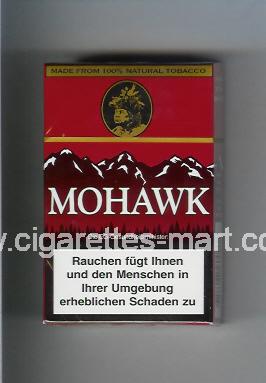 MADE FROM 100% NATURAL TOBACCO
MOHAWK
www.cigarettes-mart.com
Rauchen fügt Ihnen
und den Menschen in
Ihrer Umgebung
erheblichen Schaden zu